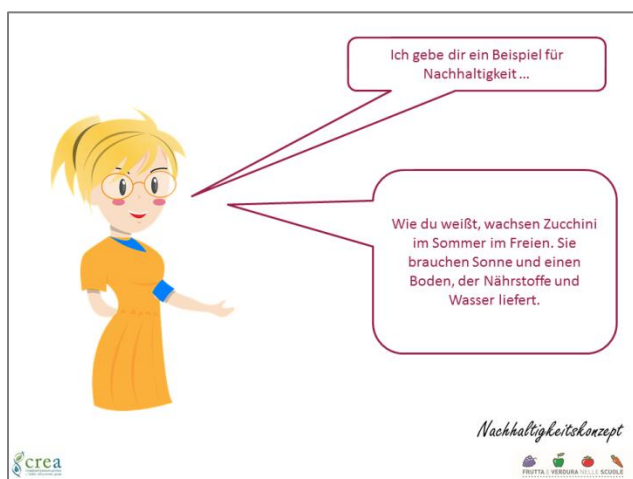 Ich gebe dir ein Beispiel für
Nachhaltigkeit ...
Wie du weißt, wachsen Zucchini
im Sommer im Freien. Sie
brauchen Sonne und einen
Boden, der Nährstoffe und
Wasser liefert.
Nachhaltigkeitskonzept
crea
FRUTTA E VERDURA NELLE SCUOLE